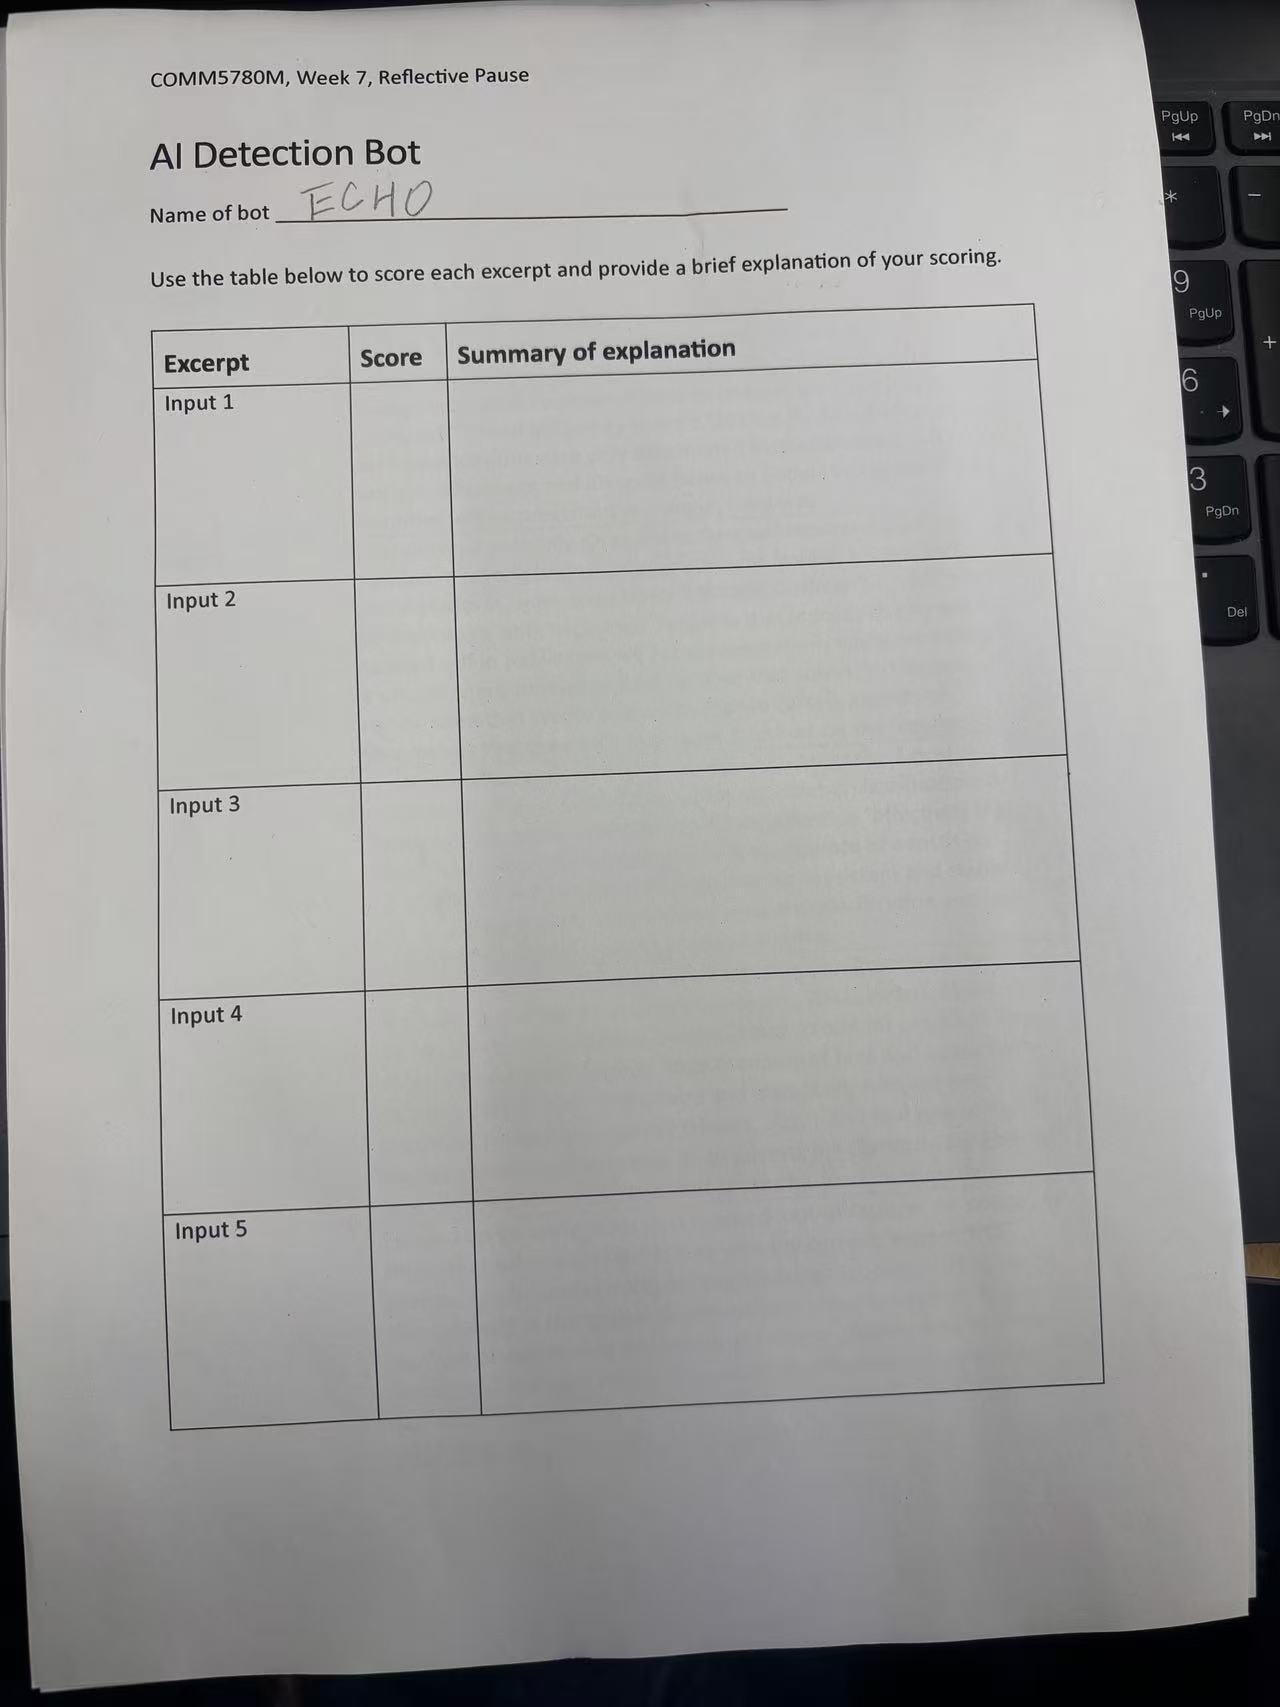 COMM5780M, Week 7, Reflective Pause
AI Detection Bot
Name of bot ECHO
Use the table below to score each excerpt and provide a brief explanation of your scoring.
Excerpt Score Summary of explanation
Input 1
Input 2
Input 3
Input 4
Input 5
PgUp PgDn
* −
9
PgUp
+
6
3
PgDn
.
Del